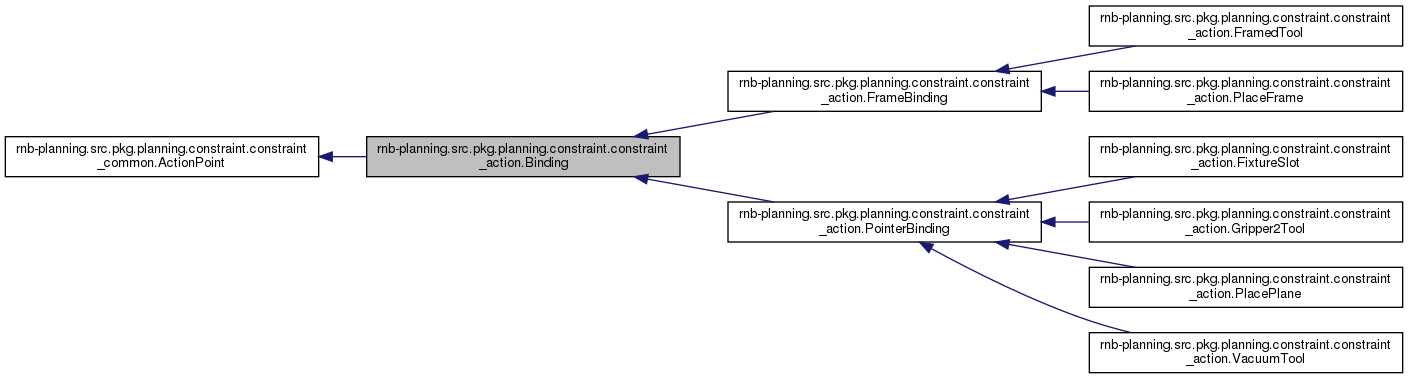 rnb-planning.src.pkg.planning.constraint.constraint
_common.ActionPoint
rnb-planning.src.pkg.planning.constraint.constraint
_action.Binding
rnb-planning.src.pkg.planning.constraint.constraint
_action.FrameBinding
rnb-planning.src.pkg.planning.constraint.constraint
_action.PointerBinding
rnb-planning.src.pkg.planning.constraint.constraint
_action.FramedTool
rnb-planning.src.pkg.planning.constraint.constraint
_action.PlaceFrame
rnb-planning.src.pkg.planning.constraint.constraint
_action.FixtureSlot
rnb-planning.src.pkg.planning.constraint.constraint
_action.Gripper2Tool
rnb-planning.src.pkg.planning.constraint.constraint
_action.PlacePlane
rnb-planning.src.pkg.planning.constraint.constraint
_action.VacuumTool